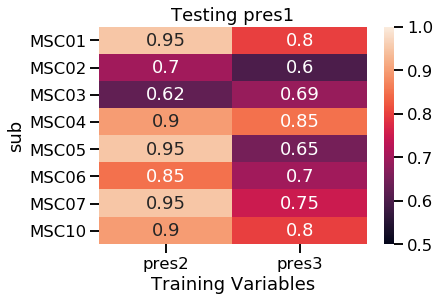 Testing pres1
sub
MSC01 0.95 0.8
MSC02 0.7 0.6
MSC03 0.62 0.69
MSC04 0.9 0.85
MSC05 0.95 0.65
MSC06 0.85 0.7
MSC07 0.95 0.75
MSC10 0.9 0.8
pres2 pres3
Training Variables
1.0
0.9
0.8
0.7
0.6
0.5